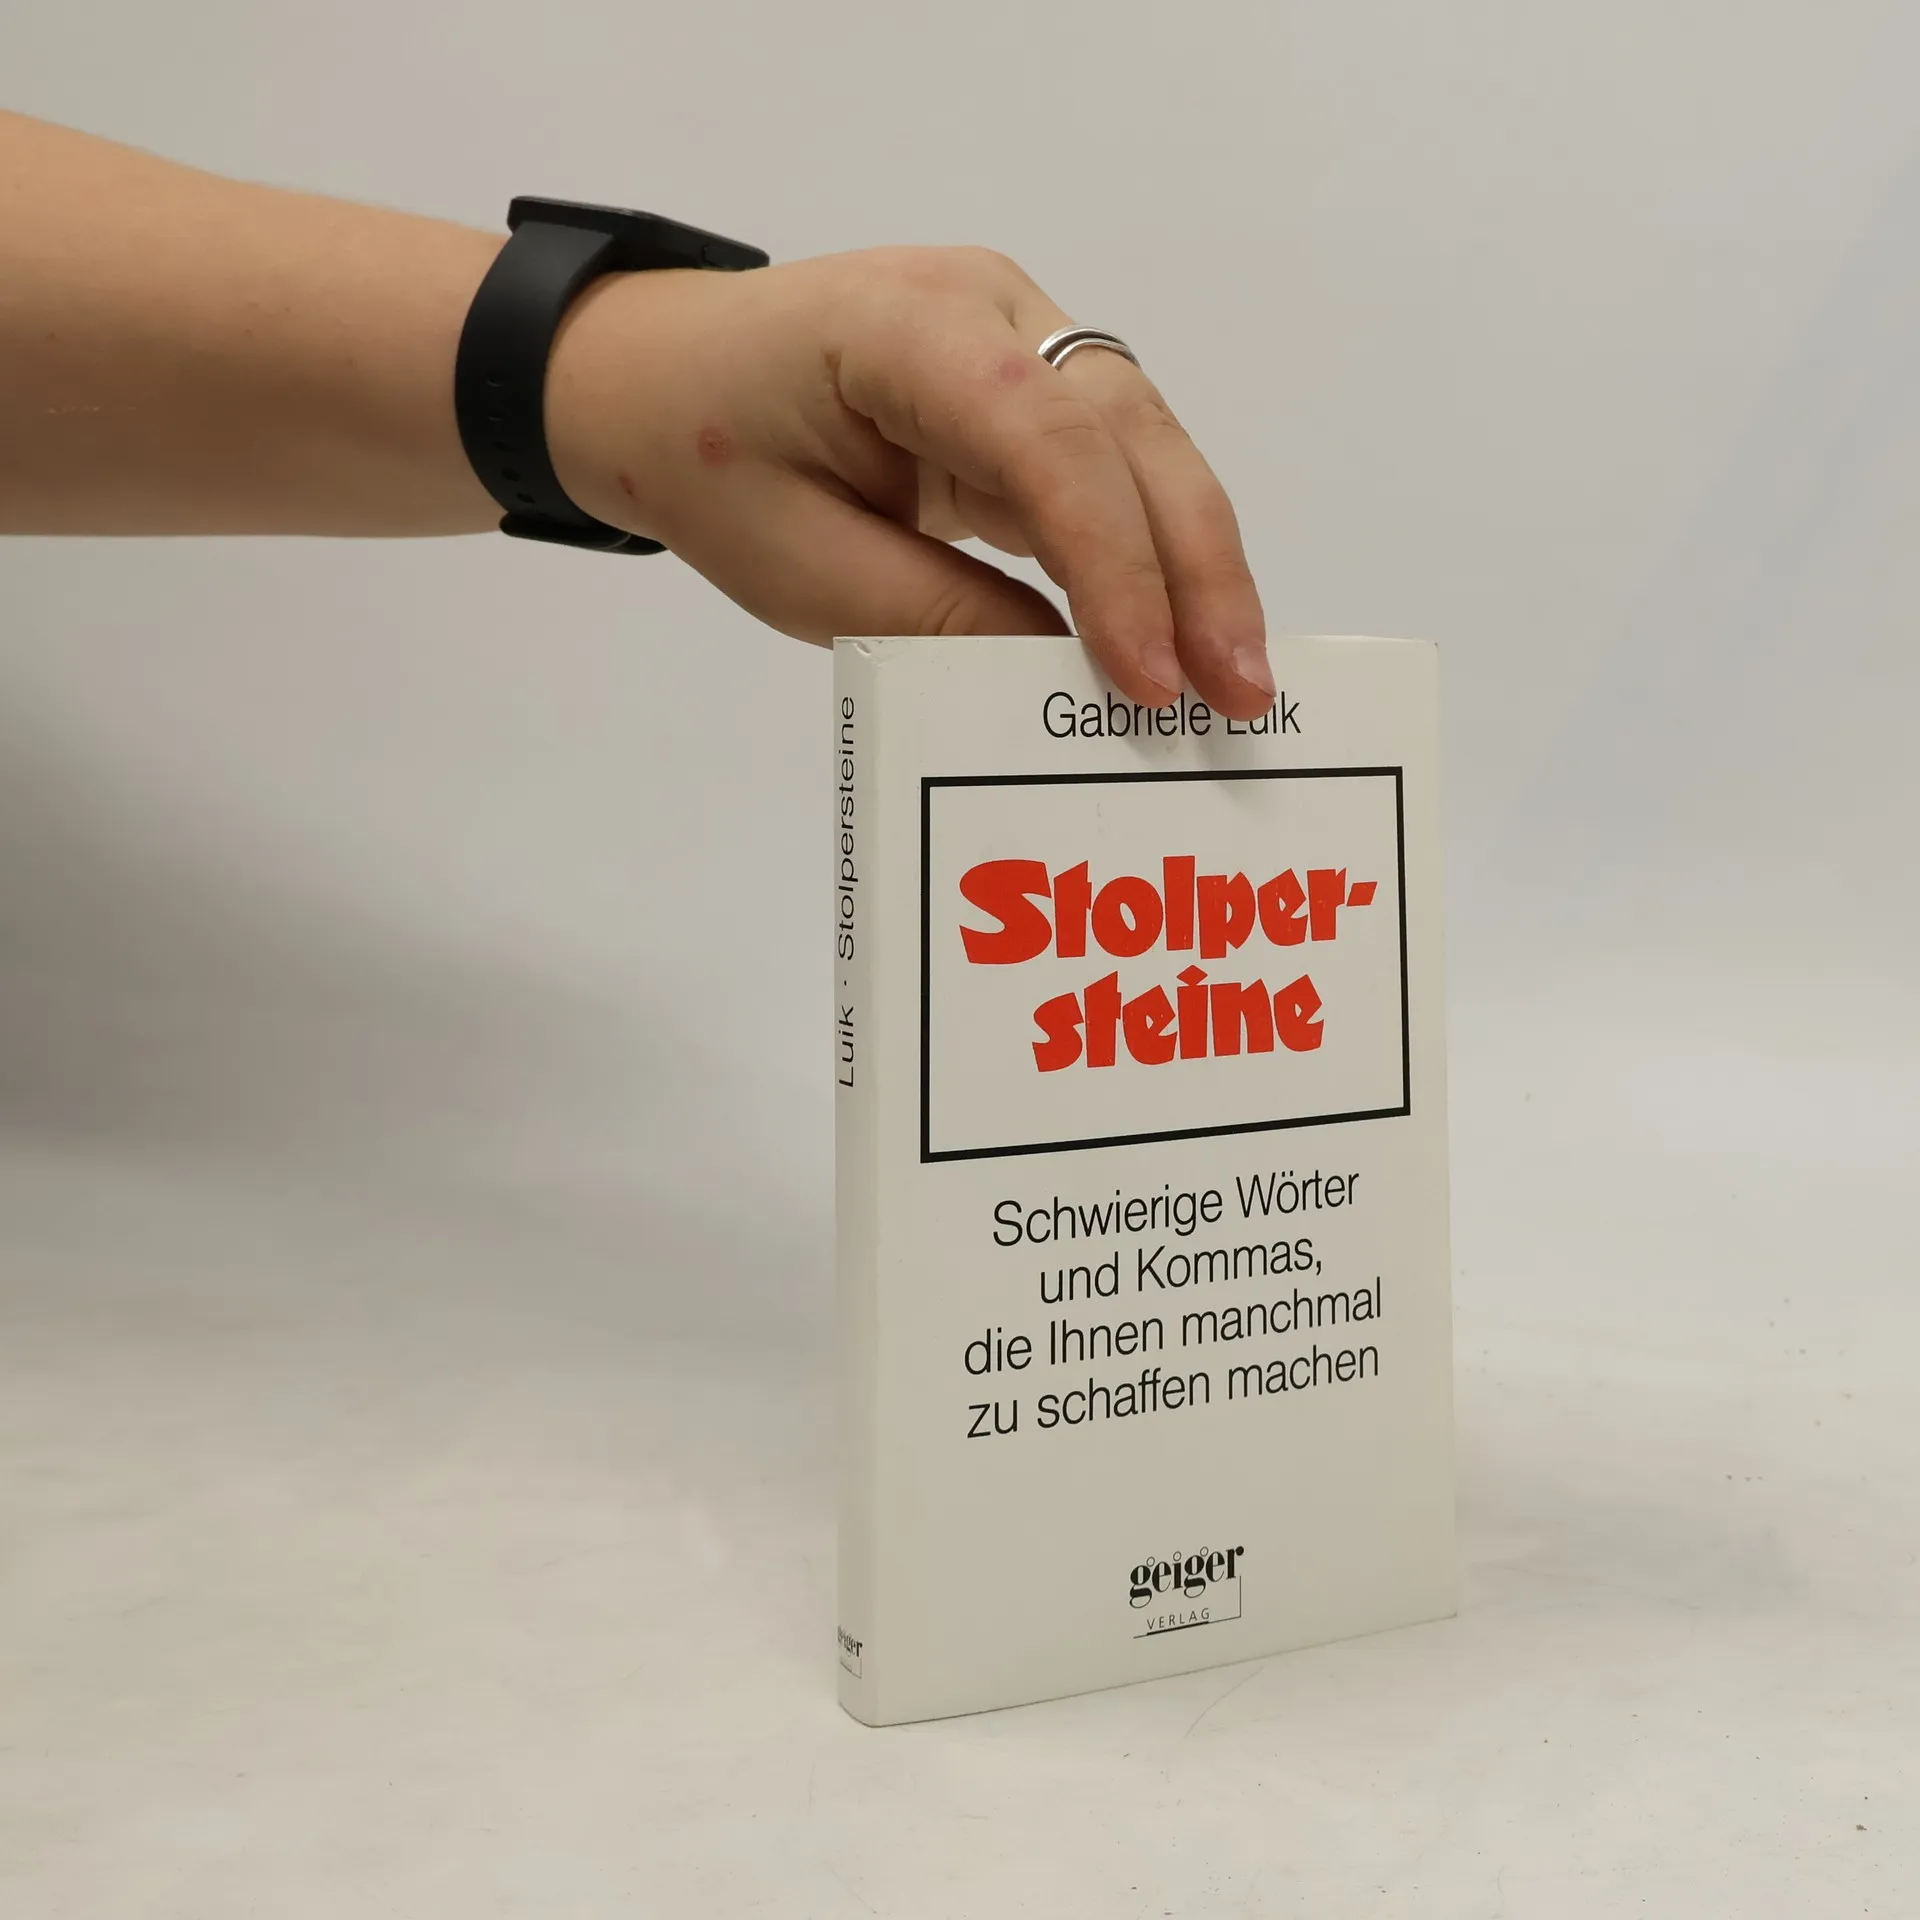 Gabriele Luik
Stolper-
steine
Schwierige Wörter
und Kommas,
die Ihnen manchmal
zu schaffen machen
geiger
VERLAG
Luik · Stolpersteine
geiger